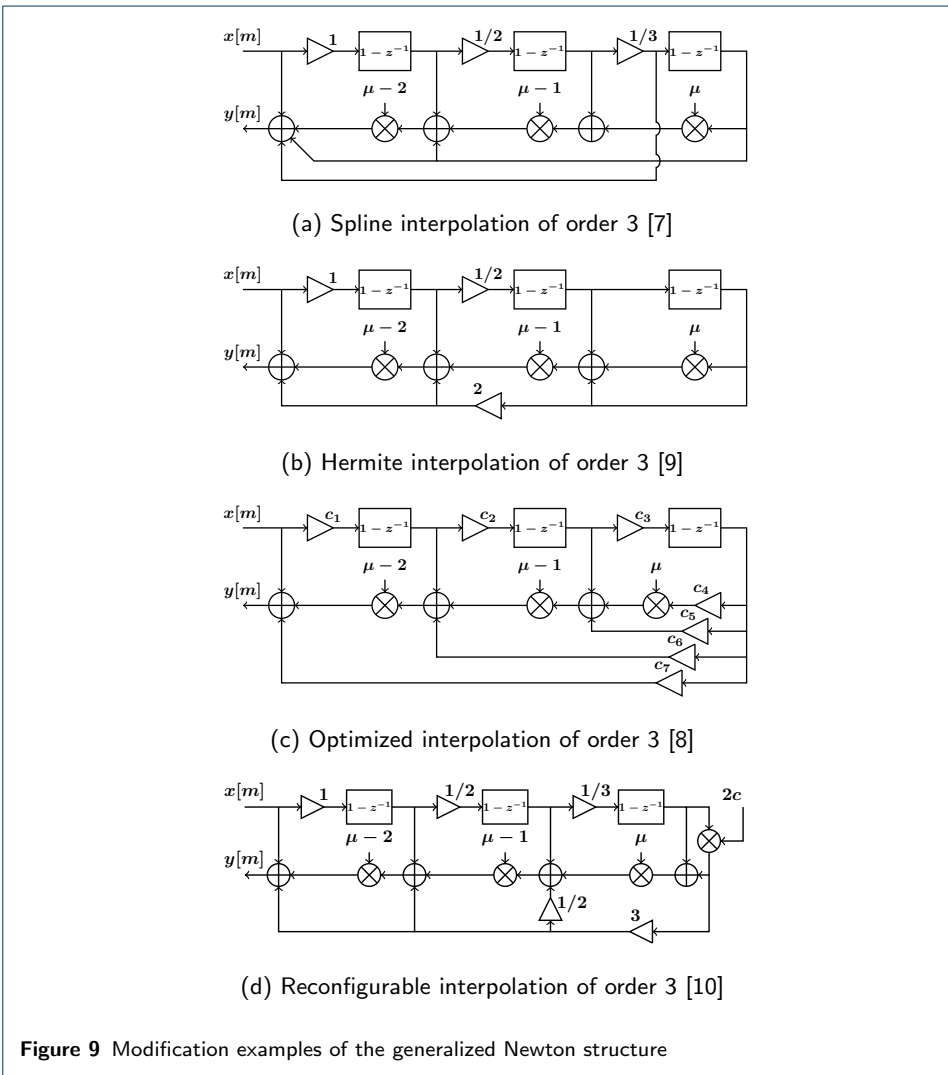 x[m] 1 1 − z⁻¹ 1/2 1 − z⁻¹ 1/3 1 − z⁻¹
μ − 2 μ − 1 μ
y[m]
(a) Spline interpolation of order 3 [7]
x[m] 1 1 − z⁻¹ 1/2 1 − z⁻¹ 1 − z⁻¹
μ − 2 μ − 1 μ
y[m]
2
(b) Hermite interpolation of order 3 [9]
x[m] c₁ 1 − z⁻¹ c₂ 1 − z⁻¹ c₃ 1 − z⁻¹
μ − 2 μ − 1 μ
y[m] c₄
c₅
c₆
c₇
(c) Optimized interpolation of order 3 [8]
x[m] 1 1 − z⁻¹ 1/2 1 − z⁻¹ 1/3 1 − z⁻¹ 2c
μ − 2 μ − 1 μ
y[m]
1/2 3
(d) Reconfigurable interpolation of order 3 [10]
Figure 9 Modification examples of the generalized Newton structure